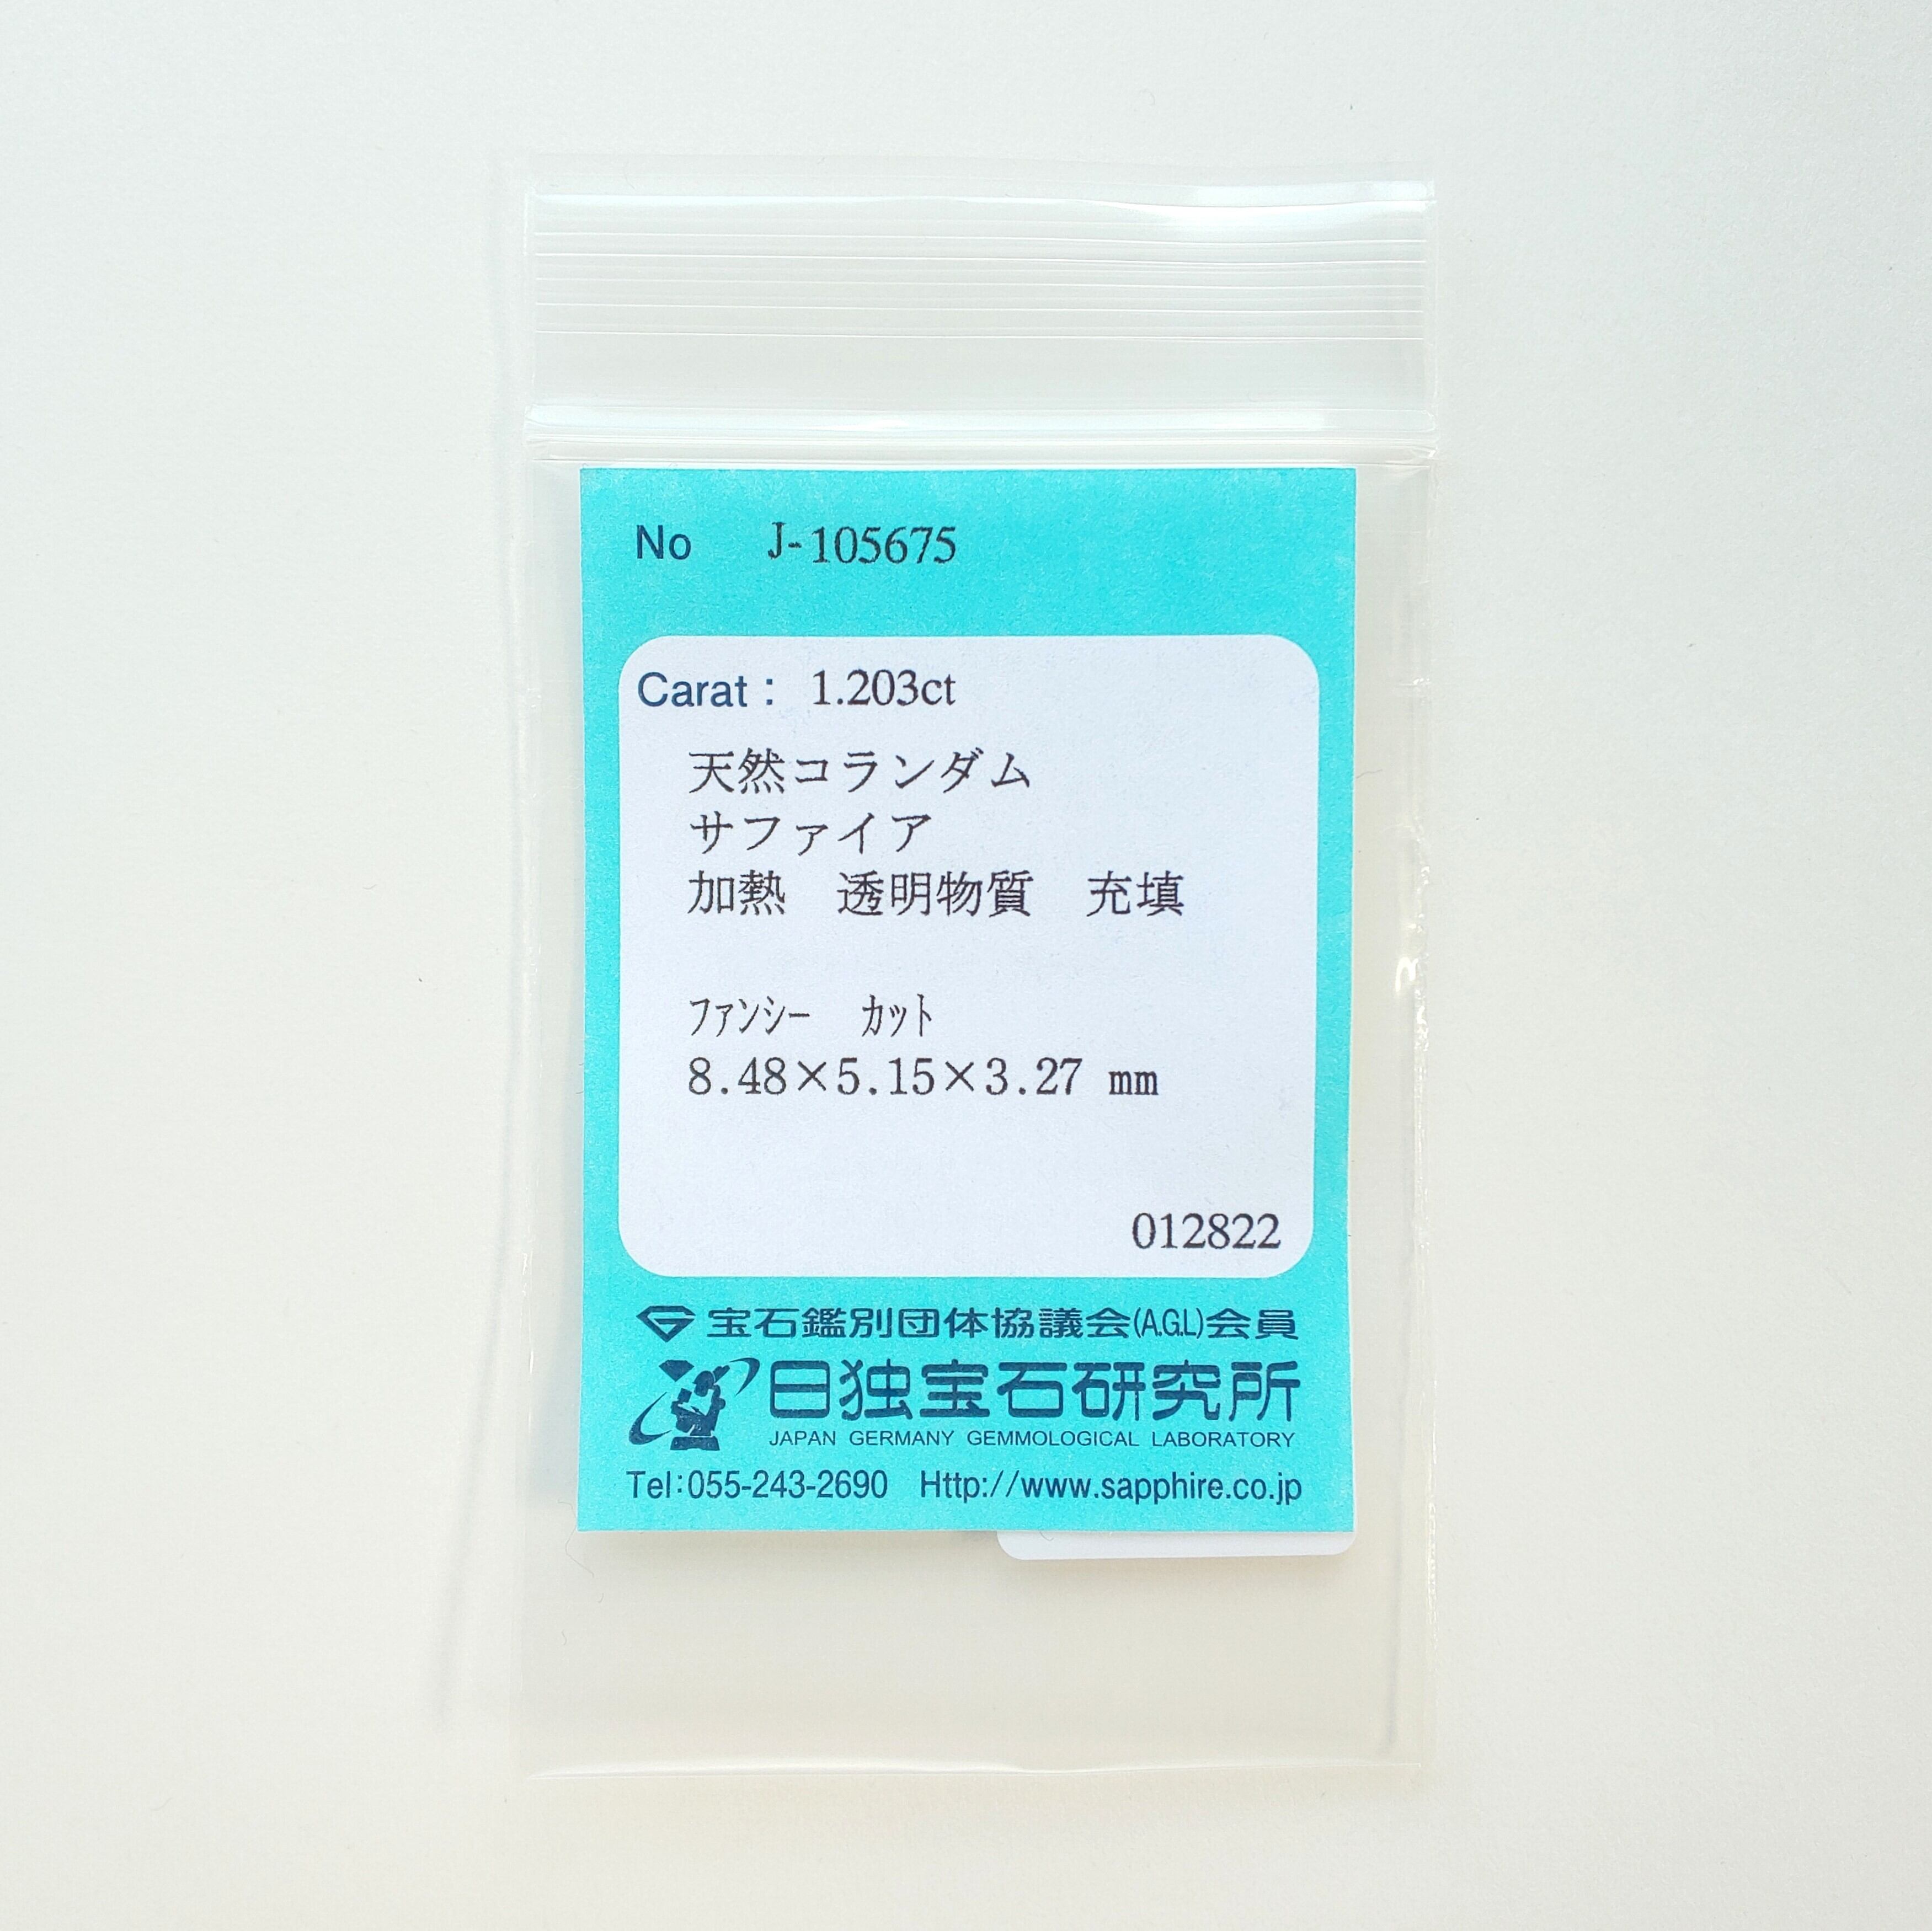 No J-105675
Carat : 1.203ct
天然コランダム
サファイア
加熱　透明物質　充填
ﾌｧﾝｼｰ　ｶｯﾄ
8.48×5.15×3.27 mm
012822
宝石鑑別団体協議会(A.G.L)会員
日独宝石研究所
JAPAN GERMANY GEMMOLOGICAL LABORATORY
Tel:055-243-2690 Http://www.sapphire.co.jp